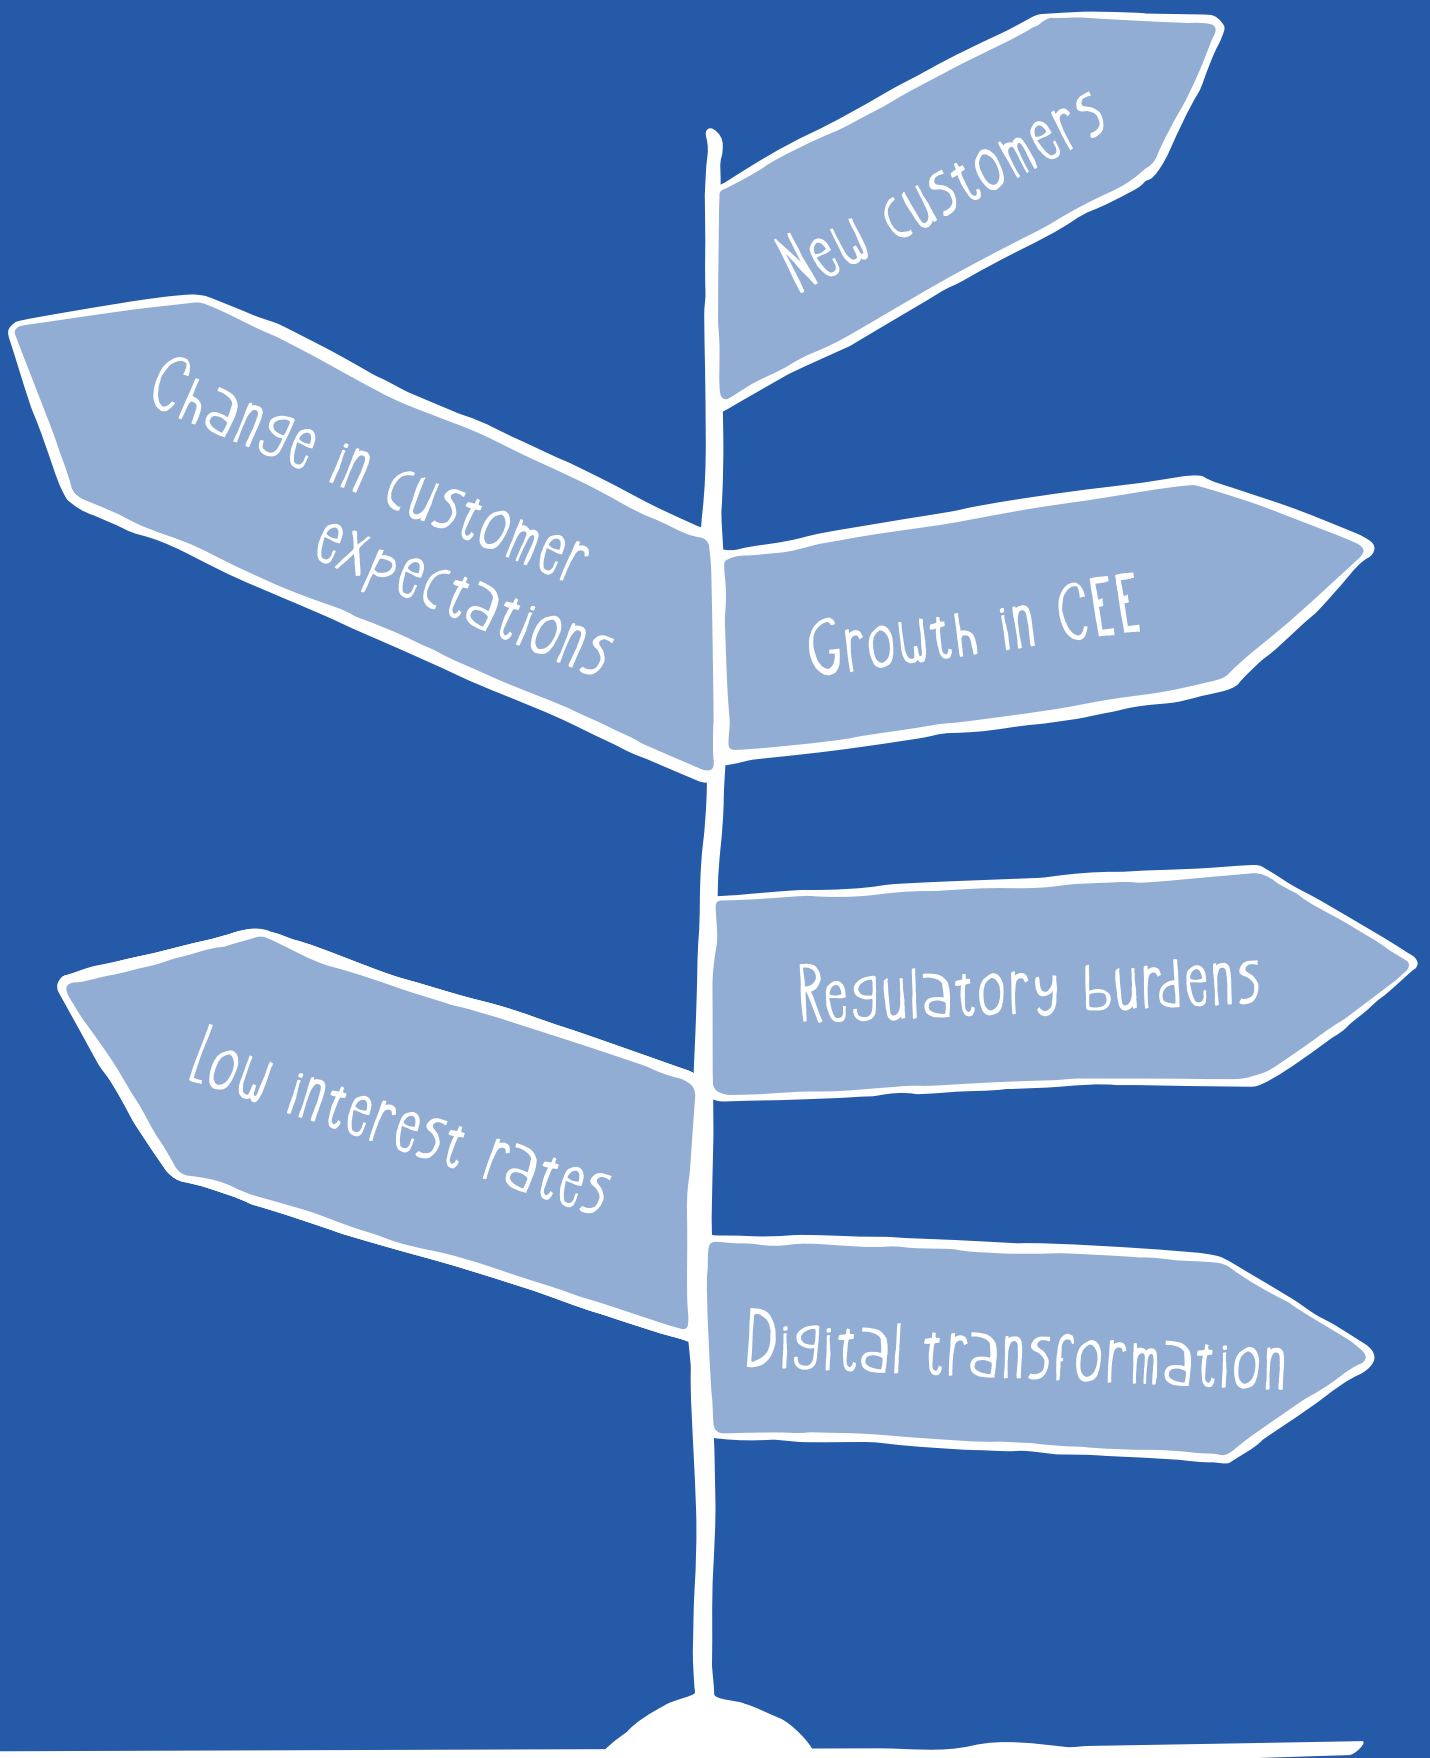 New customers
Change in customer
expectations
Growth in CEE
Regulatory burdens
Low interest rates
Digital transformation